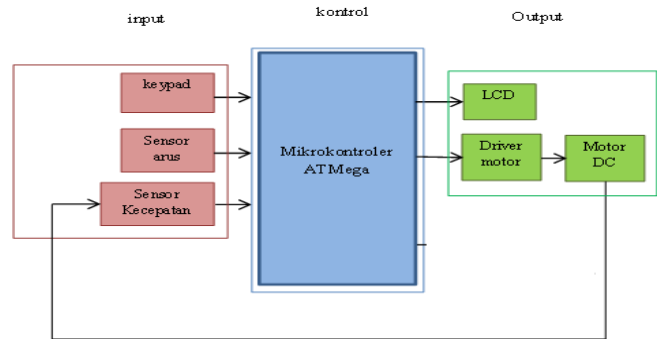 input
kontrol
Output
keypad
Sensor
arus
Sensor
Kecepatan
Mikrokontroler
ATMega
LCD
Driver
motor
Motor
DC